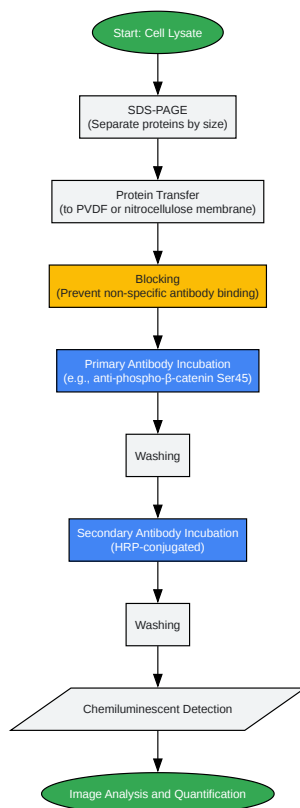 Start: Cell Lysate
SDS-PAGE
(Separate proteins by size)
Protein Transfer
(to PVDF or nitrocellulose membrane)
Blocking
(Prevent non-specific antibody binding)
Primary Antibody Incubation
(e.g., anti-phospho-β-catenin Ser45)
Washing
Secondary Antibody Incubation
(HRP-conjugated)
Washing
Chemiluminescent Detection
Image Analysis and Quantification